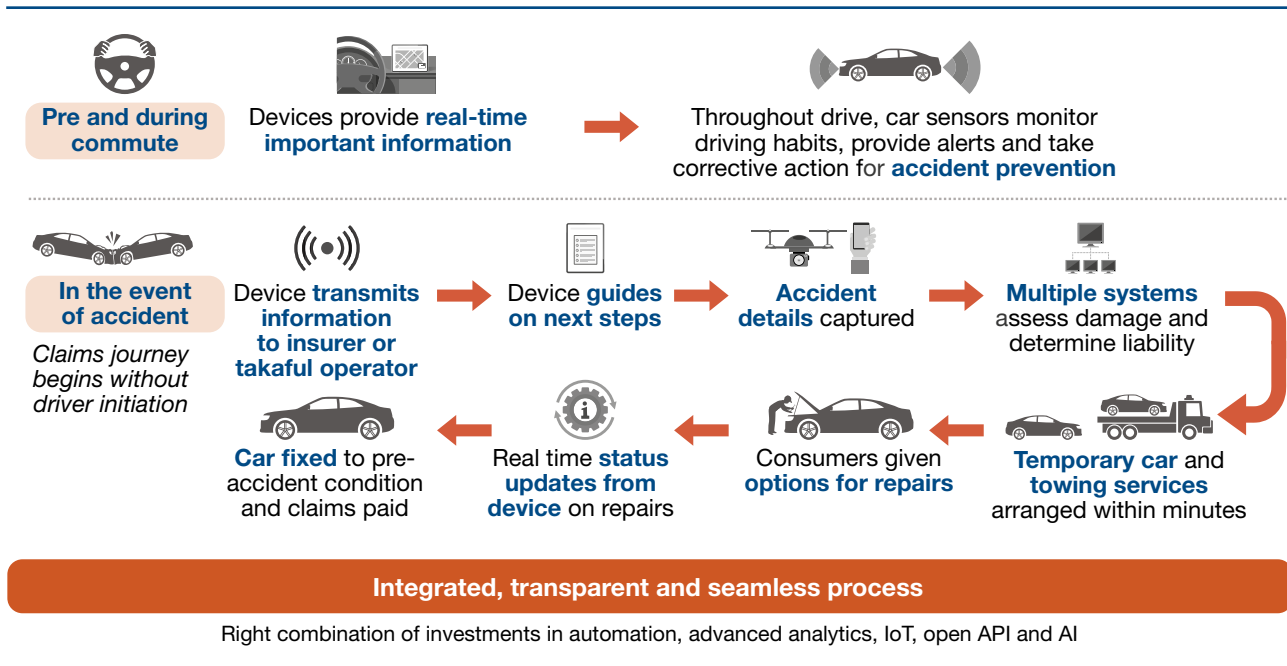 Pre and during
commute
Devices provide real-time
important information
Throughout drive, car sensors monitor
driving habits, provide alerts and take
corrective action for accident prevention
In the event
of accident
Claims journey
begins without
driver initiation
Device transmits
information
to insurer or
takaful operator
Device guides
on next steps
Accident
details captured
Multiple systems
assess damage and
determine liability
Temporary car and
towing services
arranged within minutes
Consumers given
options for repairs
Real time status
updates from
device on repairs
Car fixed to pre-
accident condition
and claims paid
Integrated, transparent and seamless process
Right combination of investments in automation, advanced analytics, IoT, open API and AI